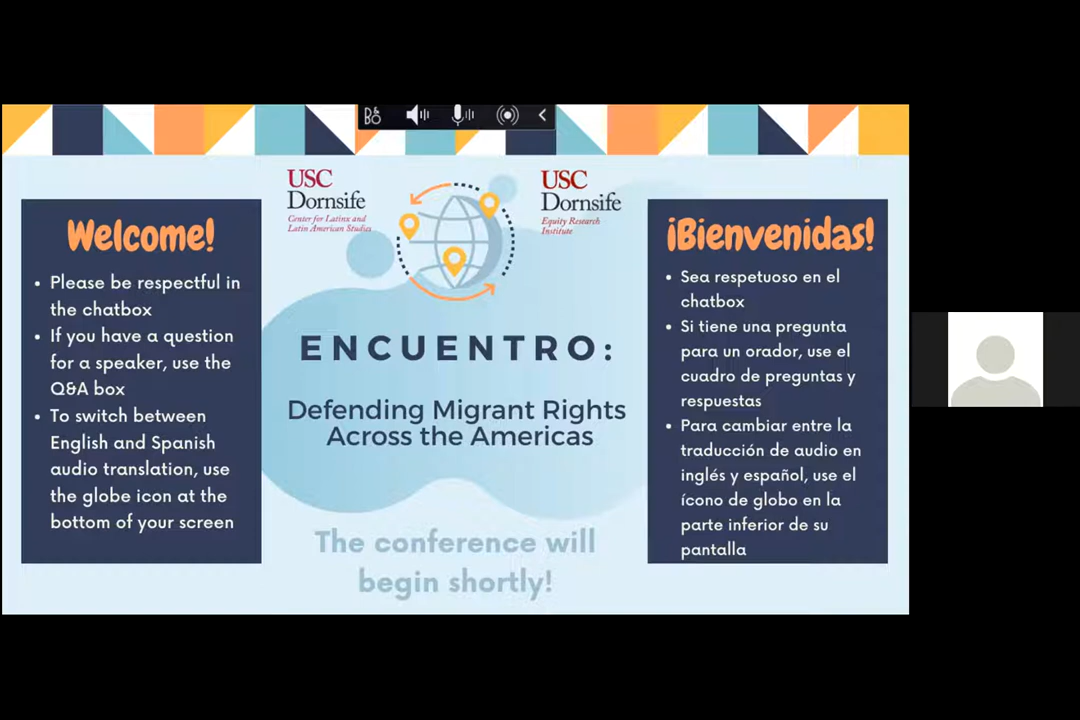 USC
Dornsife
Center for Latinx and
Latin American Studies
USC
Dornsife
Equity Research
Institute
Welcome!
• Please be respectful in
the chatbox
• If you have a question
for a speaker, use the
Q&A box
• To switch between
English and Spanish
audio translation, use
the globe icon at the
bottom of your screen
ENCUENTRO:
Defending Migrant Rights
Across the Americas
The conference will
begin shortly!
¡Bienvenidas!
• Sea respetuoso en el
chatbox
• Si tiene una pregunta
para un orador, use el
cuadro de preguntas y
respuestas
• Para cambiar entre la
traducción de audio en
inglés y español, use el
ícono de globo en la
parte inferior de su
pantalla